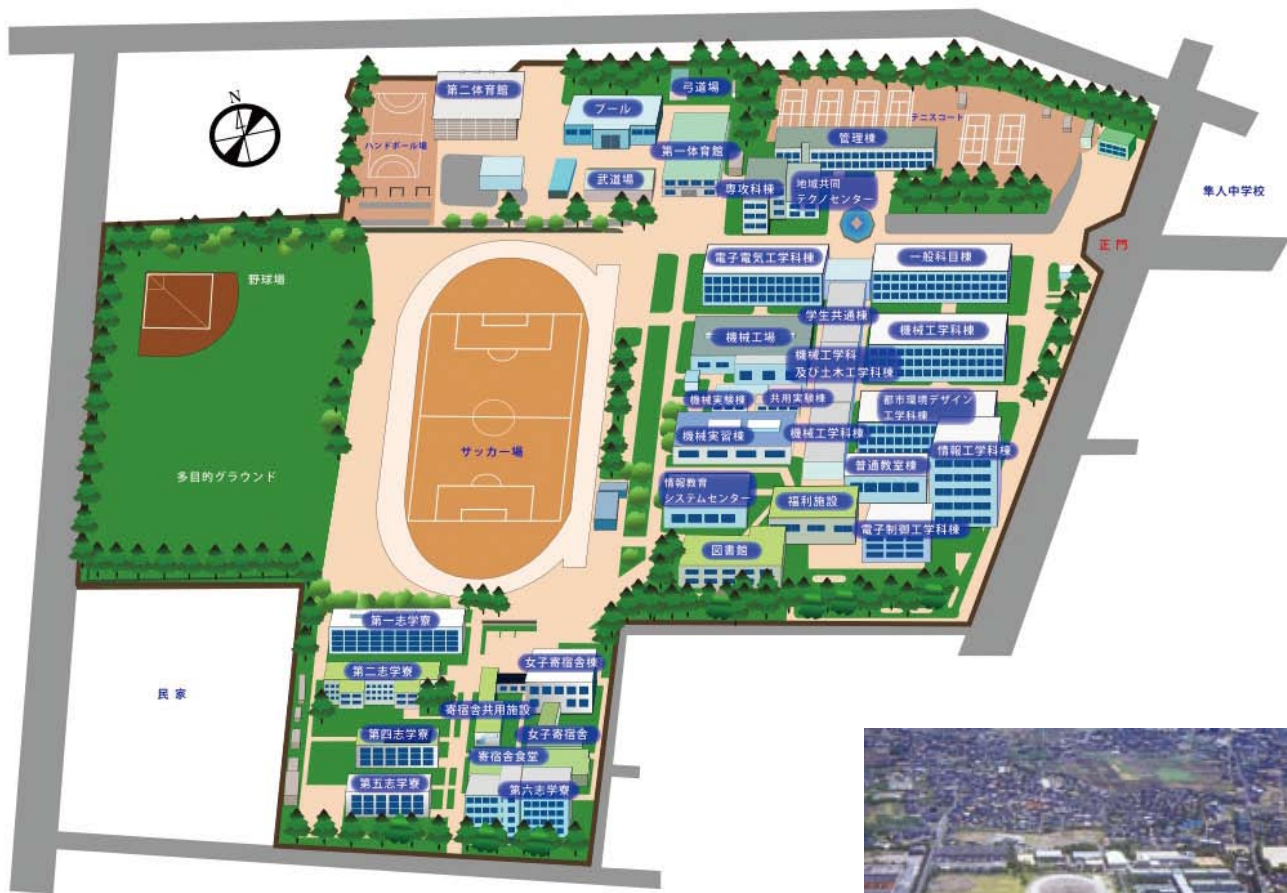 N
第二体育館
プール
弓道場
テニスコート
管理棟
ハンドボール場
第一体育館
武道場
専攻科棟
地域共同
テクノセンター
隼人中学校
正門
野球場
電子電気工学科棟
一般科目棟
学生共通棟
機械工場
機械工学科棟
機械工学科
及び土木工学科棟
機械実験棟
共用実験棟
都市環境デザイン
工学科棟
機械実習棟
機械工学科棟
情報工学科棟
サッカー場
普通教室棟
多目的グラウンド
情報教育
システムセンター
福利施設
電子制御工学科棟
図書館
第一志学寮
女子寄宿舎棟
第二志学寮
民家
寄宿舎共用施設
第四志学寮
女子寄宿舎
寄宿舎食堂
第五志学寮
第六志学寮